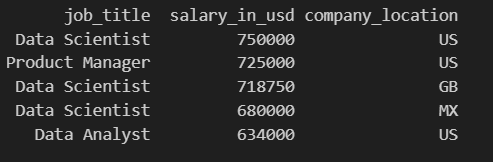 job_title salary_in_usd company_location
Data Scientist 750000 US
Product Manager 725000 US
Data Scientist 718750 GB
Data Scientist 680000 MX
Data Analyst 634000 US